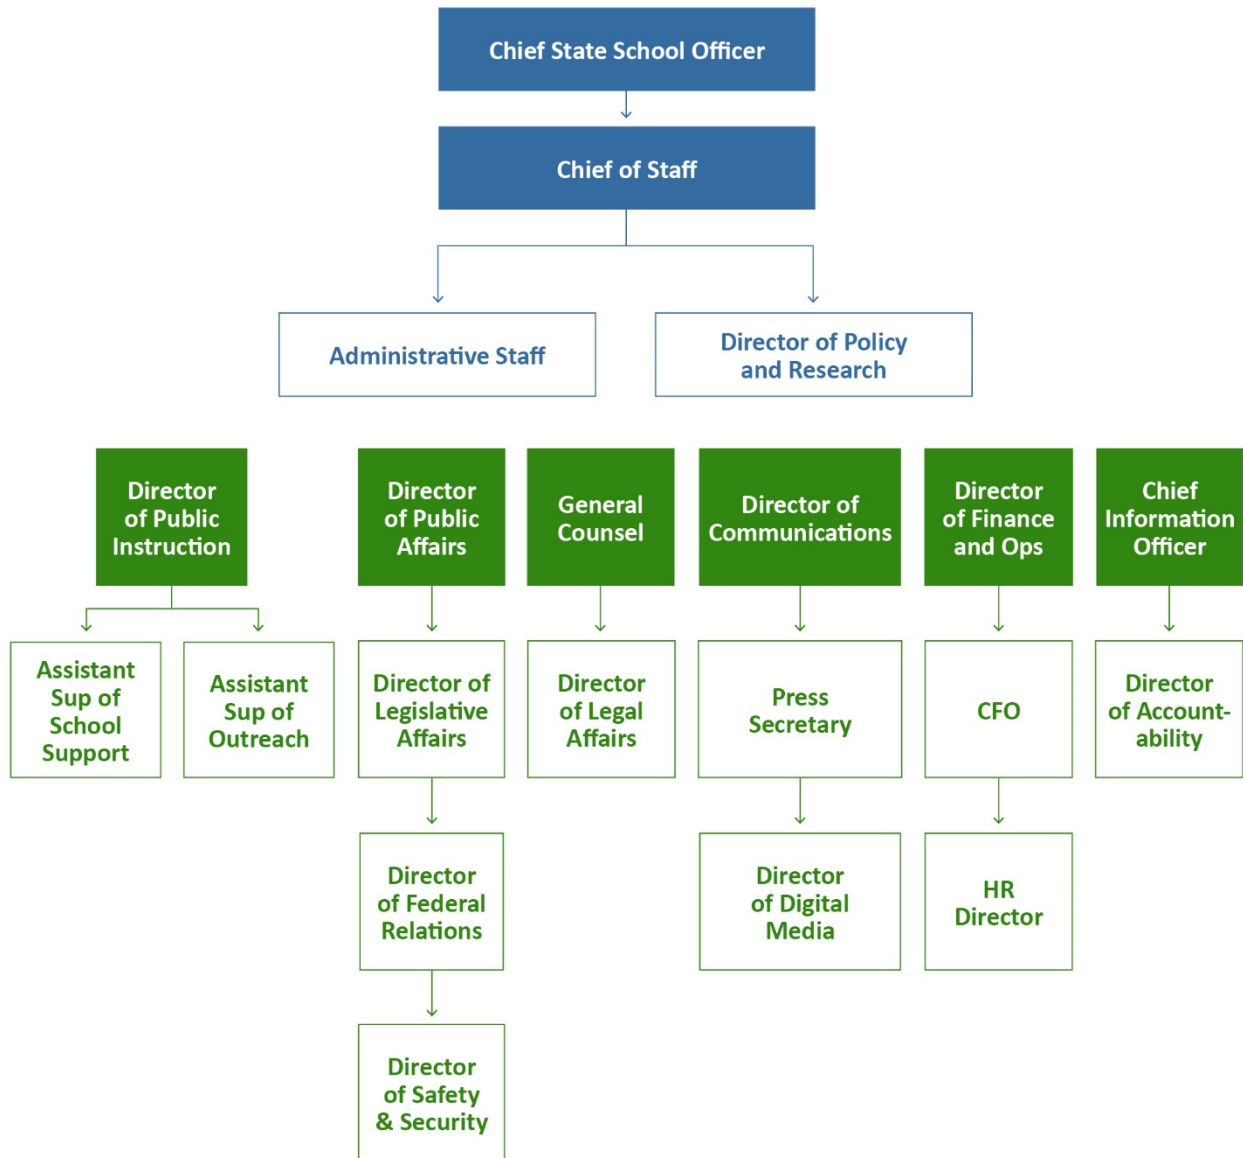 Chief State School Officer
Chief of Staff
Administrative Staff
Director of Policy
and Research
Director
of Public
Instruction
Director
of Public
Affairs
General
Counsel
Director of
Communications
Director
of Finance
and Ops
Chief
Information
Officer
Assistant
Sup of
School
Support
Assistant
Sup of
Outreach
Director of
Legislative
Affairs
Director
of Legal
Affairs
Press
Secretary
CFO
Director
of Account-
ability
Director
of Federal
Relations
Director
of Digital
Media
HR
Director
Director
of Safety
& Security